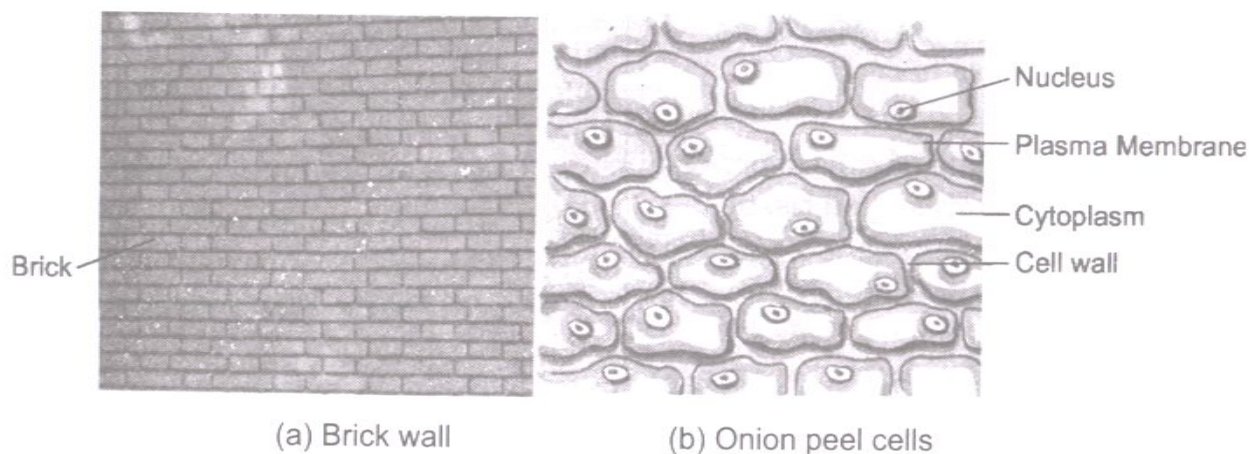 Nucleus
Plasma Membrane
Cytoplasm
Cell wall
Brick
(a) Brick wall
(b) Onion peel cells